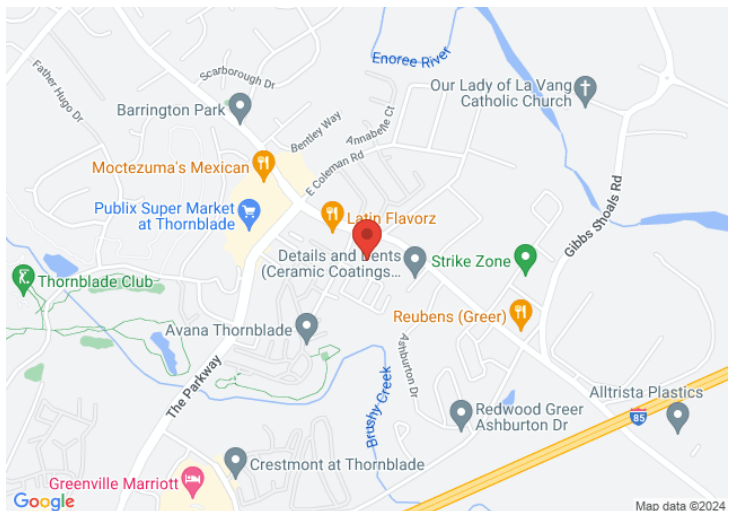 Enoree River
Scarborough Dr
Father Hugo Dr
Our Lady of La Vang
Catholic Church
Barrington Park
Bentley Way
Annabelle Ct
E Coleman Rd
Moctezuma's Mexican
Publix Super Market
at Thornblade
Latin Flavorz
Gibbs Shoals Rd
Details and Dents
(Ceramic Coatings...
Strike Zone
Thornblade Club
Reubens (Greer)
Avana Thornblade
Ashburton Dr
The Parkway
Brushy Creek
Alltrista Plastics
Redwood Greer
Ashburton Dr
85
Crestmont at Thornblade
Greenville Marriott
Google
Map data ©2024